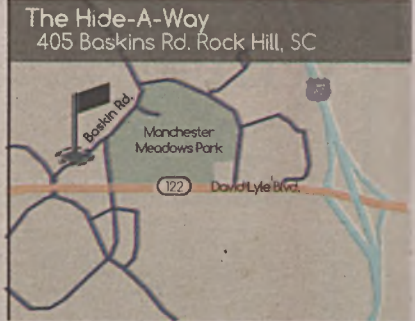 The Hide-A-Way
405 Baskins Rd. Rock Hill, SC
Baskin Rd.
Manchester
Meadows Park
122
David Lyle Blvd.